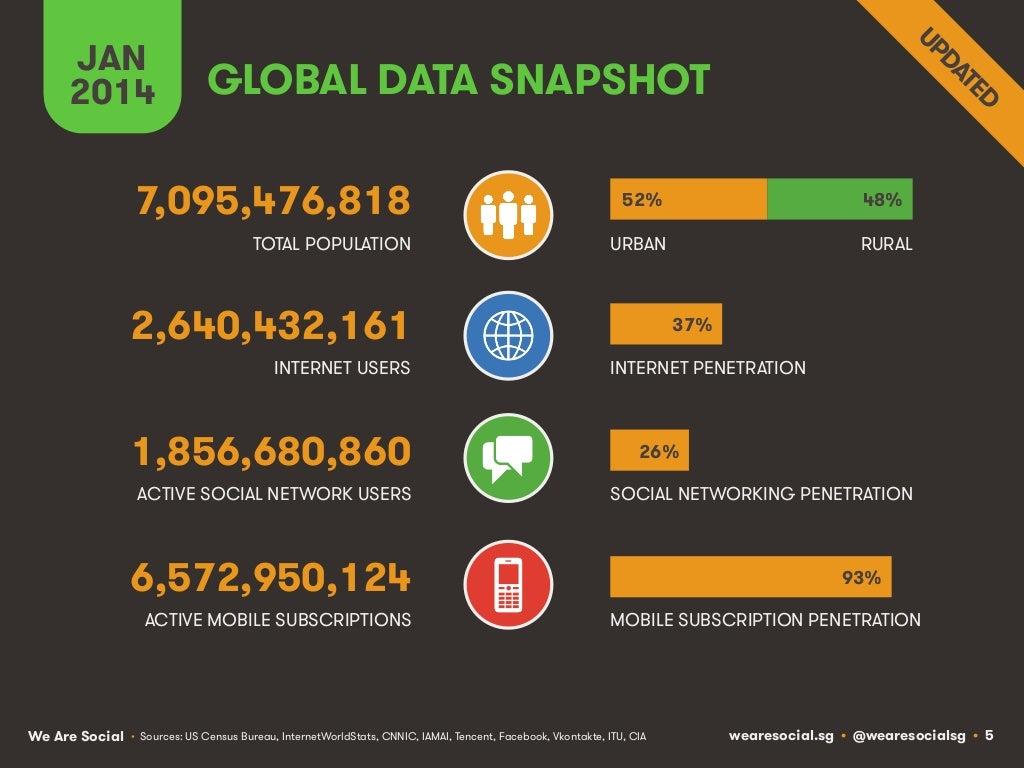 JAN
2014
GLOBAL DATA SNAPSHOT
UPDATED
7,095,476,818
TOTAL POPULATION
52% 48%
URBAN RURAL
2,640,432,161
INTERNET USERS
37%
INTERNET PENETRATION
1,856,680,860
ACTIVE SOCIAL NETWORK USERS
26%
SOCIAL NETWORKING PENETRATION
6,572,950,124
ACTIVE MOBILE SUBSCRIPTIONS
93%
MOBILE SUBSCRIPTION PENETRATION
We Are Social • Sources: US Census Bureau, InternetWorldStats, CNNIC, IAMAI, Tencent, Facebook, Vkontakte, ITU, CIA
wearesocial.sg • @wearesocialsg • 5